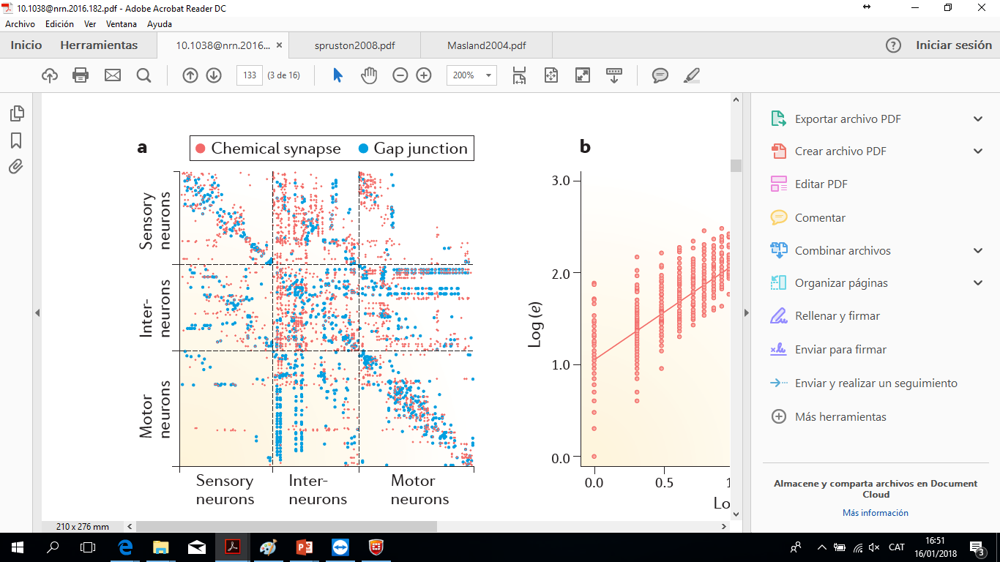 10.1038@nrn.2016.182.pdf - Adobe Acrobat Reader DC
Archivo Edición Ver Ventana Ayuda
Inicio Herramientas 10.1038@nrn.2016... × spruston2008.pdf Masland2004.pdf Iniciar sesión
133 (3 de 16) 200%
a
Chemical synapse Gap junction
Sensory
neurons
Inter-
neurons
Motor
neurons
Sensory Inter- Motor
neurons neurons neurons
b
Log (e)
3.0
2.0
1.0
0.0
0.0 0.5 1
Lo
210 x 276 mm
Exportar archivo PDF
Crear archivo PDF
Editar PDF
Comentar
Combinar archivos
Organizar páginas
Rellenar y firmar
Enviar para firmar
Enviar y realizar un seguimiento
Más herramientas
Almacene y comparta archivos en Document
Cloud
Más información
CAT
16:51
16/01/2018
3